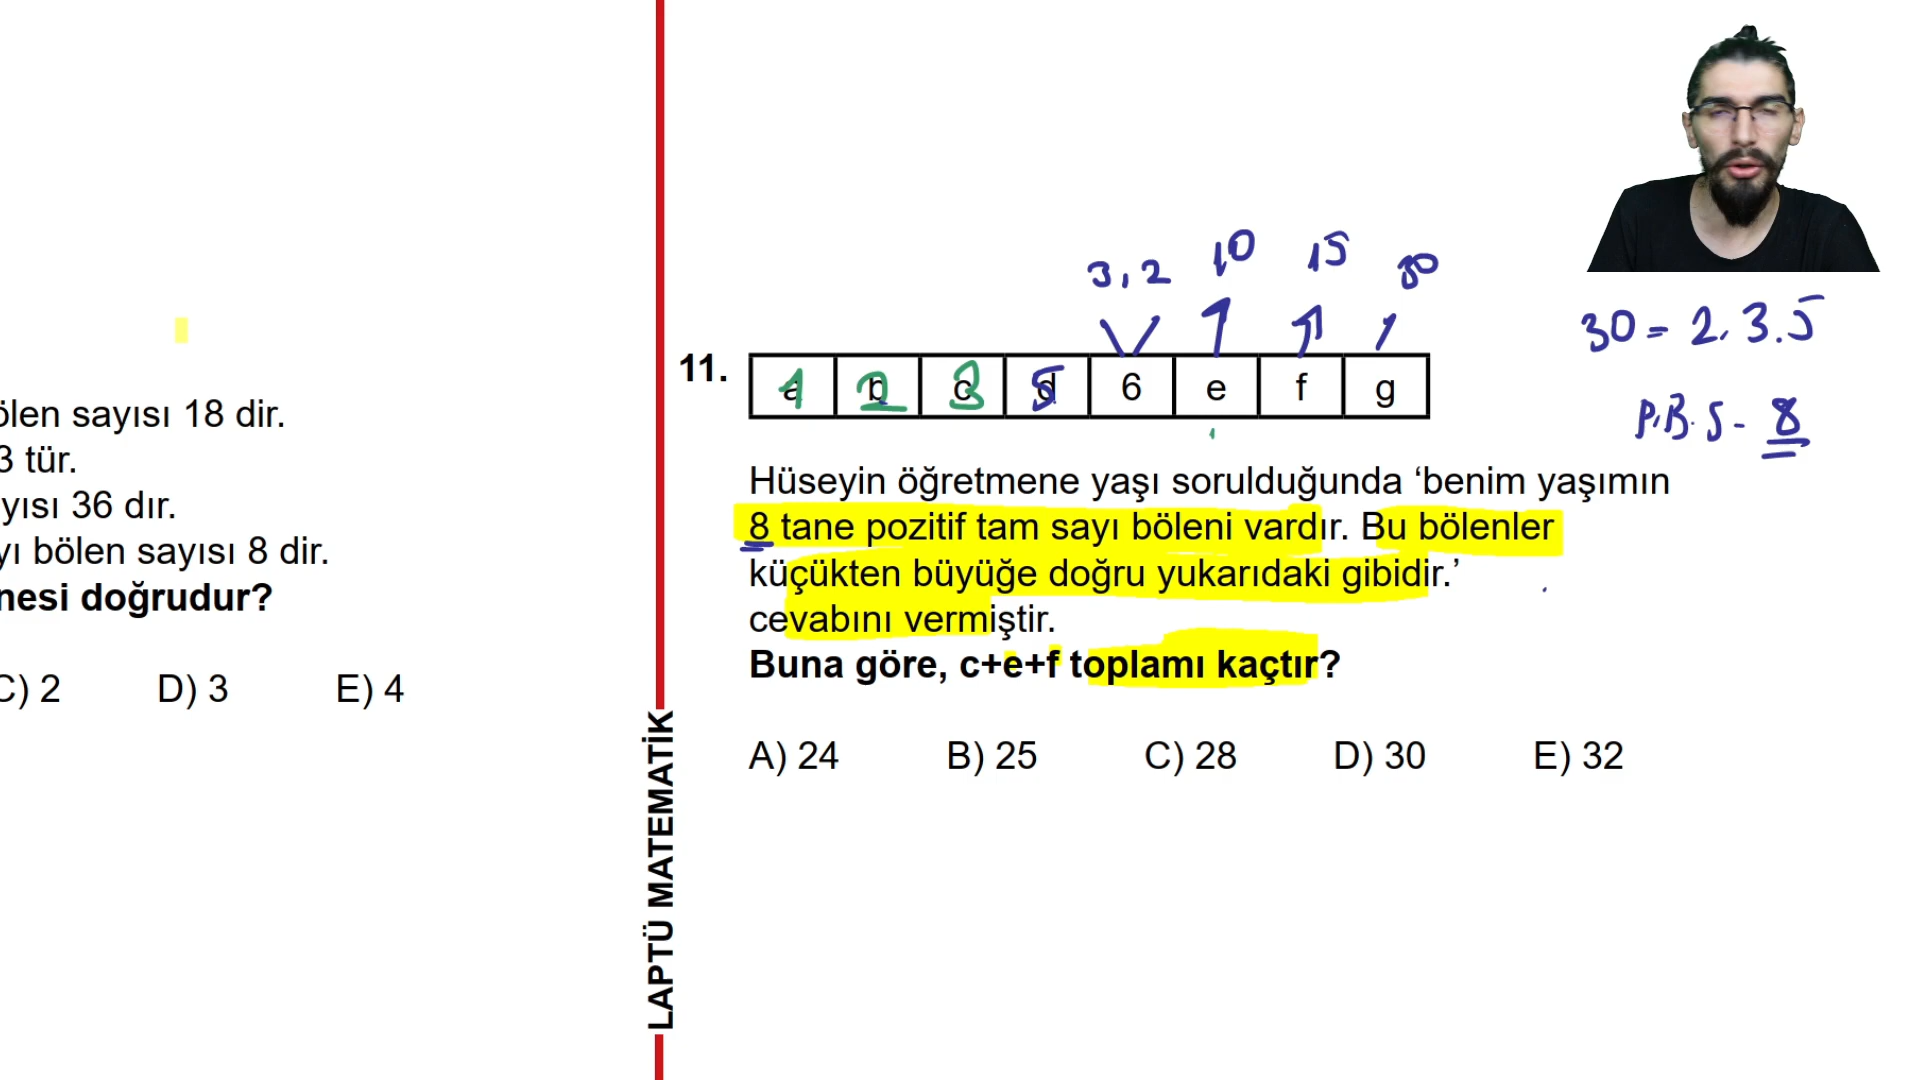 ölen sayısı 18 dir.
3 tür.
yısı 36 dır.
yı bölen sayısı 8 dir.
nesi doğrudur?
C) 2 D) 3 E) 4
LAPTÜ MATEMATİK
3, 2 10 15 30
11. a b c d 6 e f g
1 2 3 5
Hüseyin öğretmene yaşı sorulduğunda ‘benim yaşımın
8 tane pozitif tam sayı böleni vardır. Bu bölenler
küçükten büyüğe doğru yukarıdaki gibidir.’
cevabını vermiştir.
Buna göre, c+e+f toplamı kaçtır?
A) 24 B) 25 C) 28 D) 30 E) 32
30 = 2.3.5
P.B.S - 8